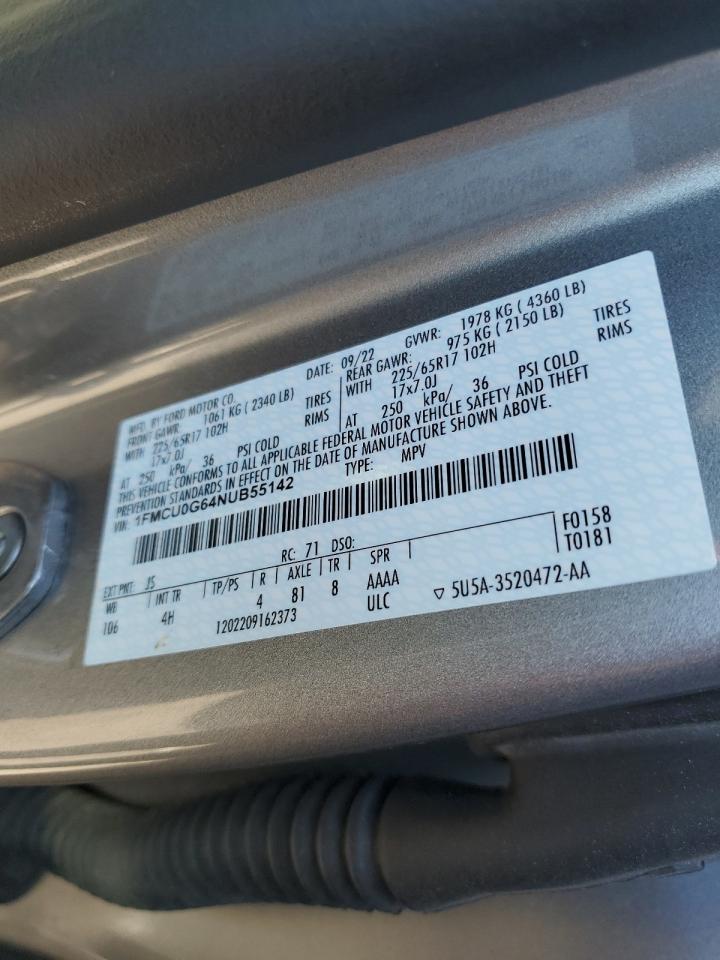 MFD. BY FORD MOTOR CO.
DATE: 09/22 GVWR: 1978 KG ( 4360 LB)
FRONT GAWR: 1061 KG ( 2340 LB)
WITH 225/65R17 102H TIRES
17x7.0J RIMS
AT 250 kPa/ 36 PSI COLD
REAR GAWR: 975 KG ( 2150 LB)
WITH 225/65R17 102H TIRES
17x7.0J RIMS
AT 250 kPa/ 36 PSI COLD
THIS VEHICLE CONFORMS TO ALL APPLICABLE FEDERAL MOTOR VEHICLE SAFETY AND THEFT
PREVENTION STANDARDS IN EFFECT ON THE DATE OF MANUFACTURE SHOWN ABOVE.
VIN: 1FMCU0G64NUB55142 TYPE: MPV
EXT PNT: JS RC: 71 DSO: F0158
WB INT TR TP/PS R AXLE TR SPR T0181
106 4H 4 81 8 AAAA
1202209162373 ULC ▽ 5U5A-3520472-AA